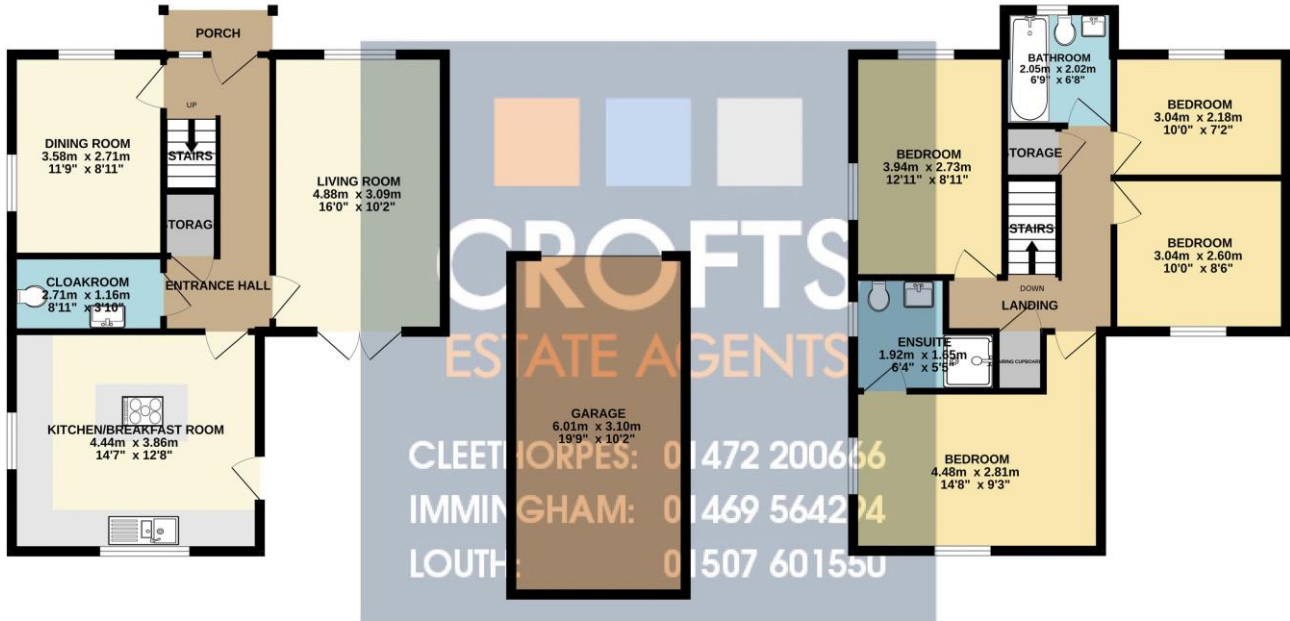 PORCH
UP
DINING ROOM
3.58m x 2.71m
11'9" x 8'11"
STAIRS
LIVING ROOM
4.88m x 3.09m
16'0" x 10'2"
STORAG
CLOAKROOM
2.71m x 1.16m
8'11" x 3'10"
ENTRANCE HALL
KITCHEN/BREAKFAST ROOM
4.44m x 3.86m
14'7" x 12'8"
CROFTS
ESTATE AGENTS
GARAGE
6.01m x 3.10m
19'9" x 10'2"
CLEETHORPES: 01472 200666
IMMINGHAM: 01469 564294
LOUTH: 01507 601550
BATHROOM
2.05m x 2.02m
6'9" x 6'8"
BEDROOM
3.04m x 2.18m
10'0" x 7'2"
BEDROOM
3.94m x 2.73m
12'11" x 8'11"
STORAGE
STAIRS
BEDROOM
3.04m x 2.60m
10'0" x 8'6"
DOWN
LANDING
ENSUITE
1.92m x 1.65m
6'4" x 5'5"
AIRING CUPBOARD
BEDROOM
4.48m x 2.81m
14'8" x 9'3"